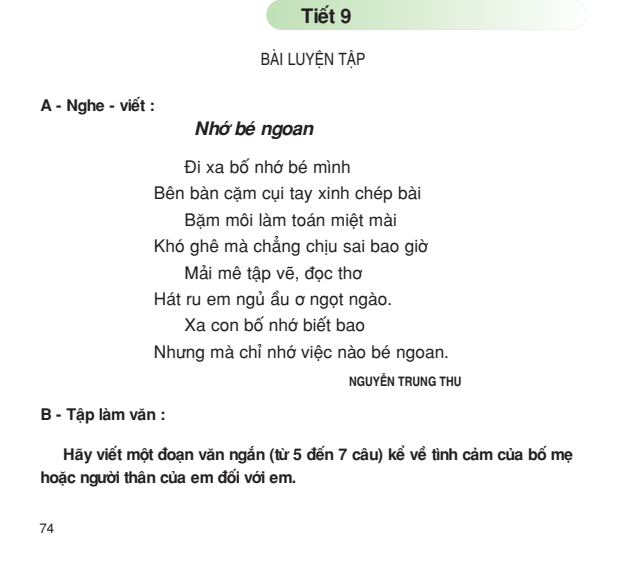 Tiết 9
BÀI LUYỆN TẬP
A - Nghe - viết :
Nhớ bé ngoan
Đi xa bố nhớ bé mình
Bên bàn cặm cụi tay xinh chép bài
Bặm môi làm toán miệt mài
Khó ghê mà chẳng chịu sai bao giờ
Mải mê tập vẽ, đọc thơ
Hát ru em ngủ ầu ơ ngọt ngào.
Xa con bố nhớ biết bao
Nhưng mà chỉ nhớ việc nào bé ngoan.
NGUYỄN TRUNG THU
B - Tập làm văn :
Hãy viết một đoạn văn ngắn (từ 5 đến 7 câu) kể về tình cảm của bố mẹ
hoặc người thân của em đối với em.
74